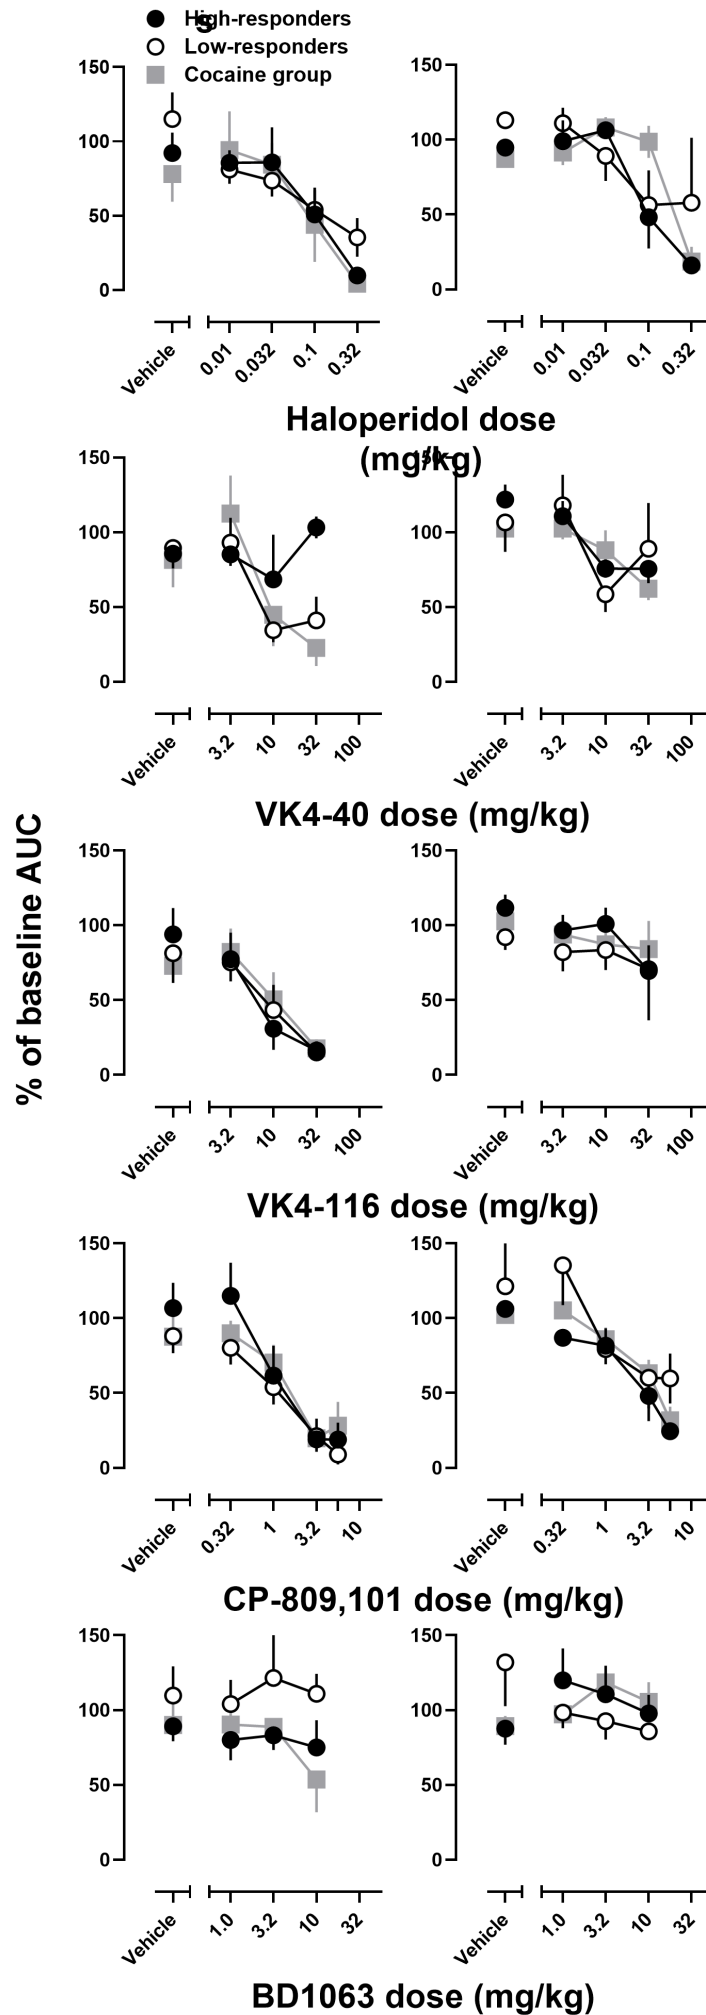 s
High-responders
Low-responders
Cocaine group
150 150
100 100
50 50
0 0
Vehicle 0.01 0.032 0.1 0.32 Vehicle 0.01 0.032 0.1 0.32
Haloperidol dose
(mg/kg)
150 150
100 100
50 50
0 0
Vehicle 3.2 10 32 100 Vehicle 3.2 10 32 100
VK4-40 dose (mg/kg)
% of baseline AUC
150 150
100 100
50 50
0 0
Vehicle 3.2 10 32 100 Vehicle 3.2 10 32 100
VK4-116 dose (mg/kg)
150 150
100 100
50 50
0 0
Vehicle 0.32 1 3.2 10 Vehicle 0.32 1 3.2 10
CP-809,101 dose (mg/kg)
150 150
100 100
50 50
0 0
Vehicle 1.0 3.2 10 32 Vehicle 1.0 3.2 10 32
BD1063 dose (mg/kg)